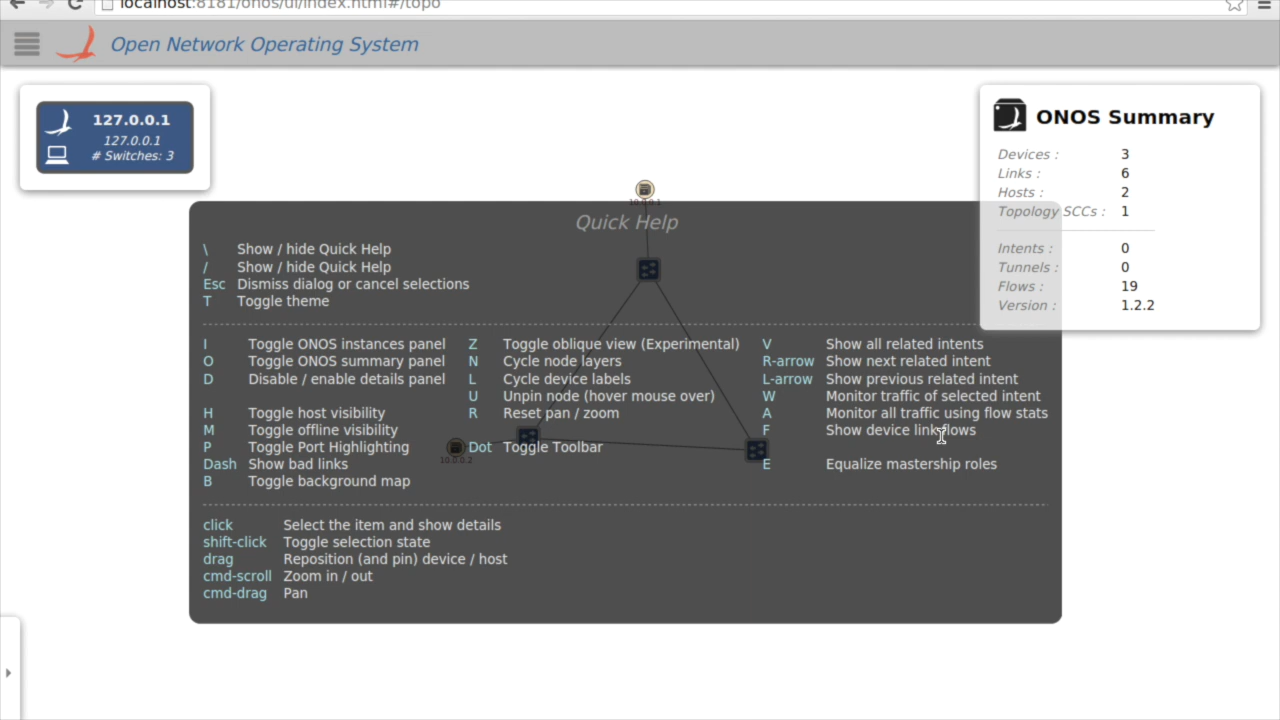 localhost:8181/onos/ui/index.html#/topo
Open Network Operating System
127.0.0.1
127.0.0.1
# Switches: 3
ONOS Summary
Devices : 3
Links : 6
Hosts : 2
Topology SCCs : 1
Intents : 0
Tunnels : 0
Flows : 19
Version : 1.2.2
10.0.0.1
Quick Help
\ Show / hide Quick Help
/ Show / hide Quick Help
Esc Dismiss dialog or cancel selections
T Toggle theme
I Toggle ONOS instances panel Z Toggle oblique view (Experimental) V Show all related intents
O Toggle ONOS summary panel N Cycle node layers R-arrow Show next related intent
D Disable / enable details panel L Cycle device labels L-arrow Show previous related intent
U Unpin node (hover mouse over) W Monitor traffic of selected intent
H Toggle host visibility R Reset pan / zoom A Monitor all traffic using flow stats
M Toggle offline visibility F Show device link flows
P Toggle Port Highlighting Dot Toggle Toolbar
10.0.0.2
Dash Show bad links E Equalize mastership roles
B Toggle background map
click Select the item and show details
shift-click Toggle selection state
drag Reposition (and pin) device / host
cmd-scroll Zoom in / out
cmd-drag Pan